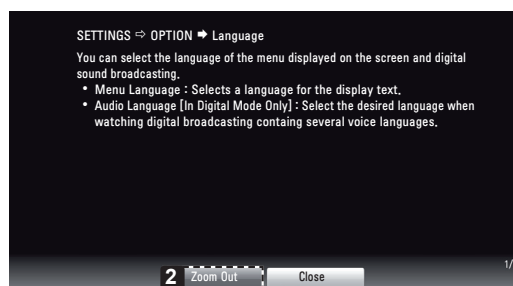 SETTINGS ⇨ OPTION ➡ Language
You can select the language of the menu displayed on the screen and digital
sound broadcasting.
• Menu Language : Selects a language for the display text.
• Audio Language [In Digital Mode Only] : Select the desired language when
watching digital broadcasting containg several voice languages.
1/
2 Zoom Out Close